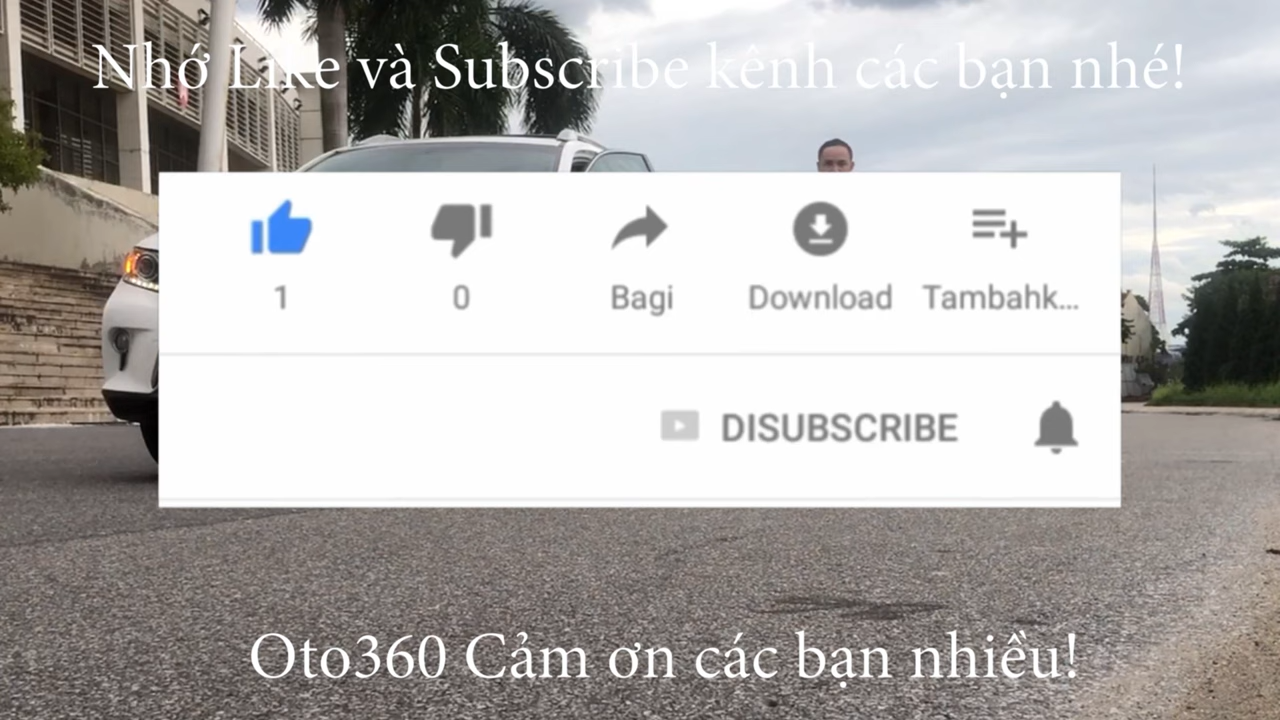 Nhớ Like và Subscribe kênh các bạn nhé!
1 0 Bagi Download Tambahk...
DISUBSCRIBE
Oto360 Cảm ơn các bạn nhiều!